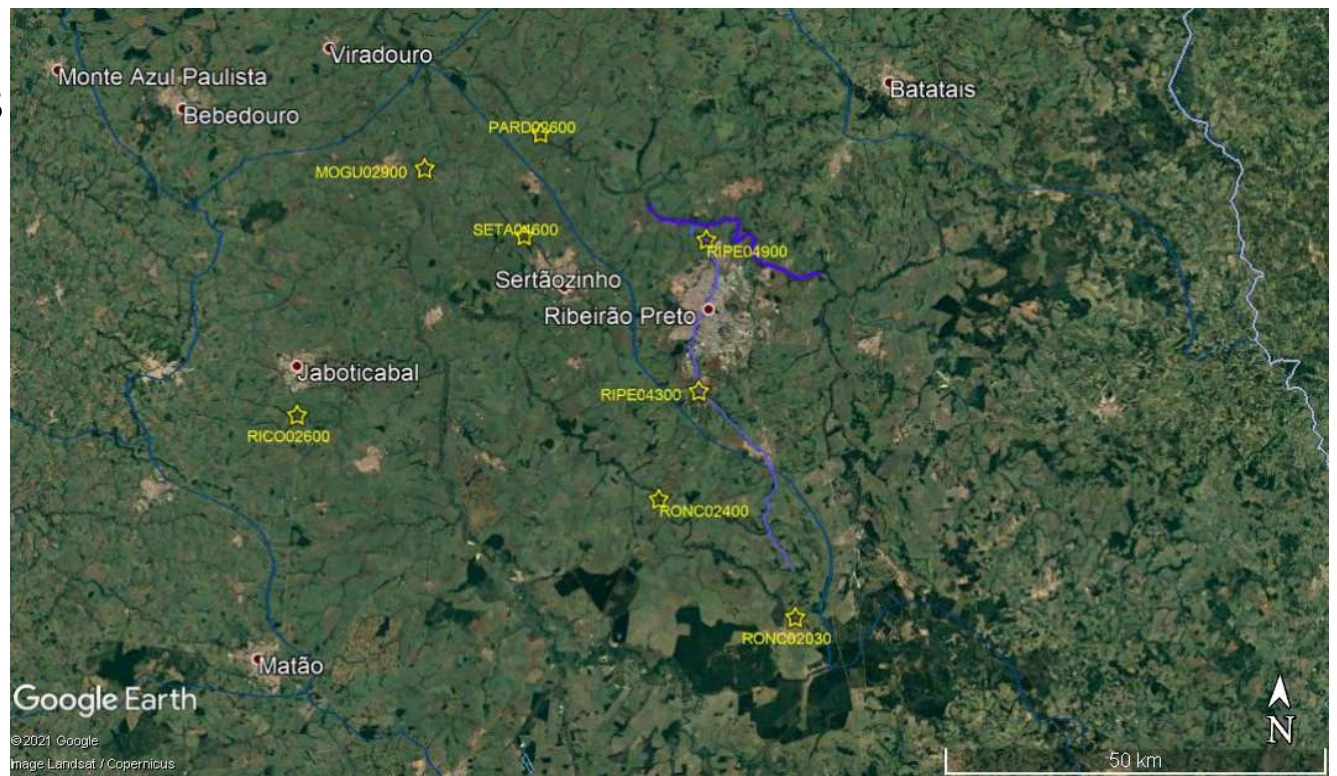 Viradouro
Monte Azul Paulista
Batatais
Bebedouro
PARD02600
MOGU02900
SETA04600
RIPE04900
Sertãozinho
Ribeirão Preto
Jaboticabal
RIPE04300
RICO02600
RONC02400
RONC02030
Matão
Google Earth
N
©2021 Google
mage Landsat / Copernicus
50 km